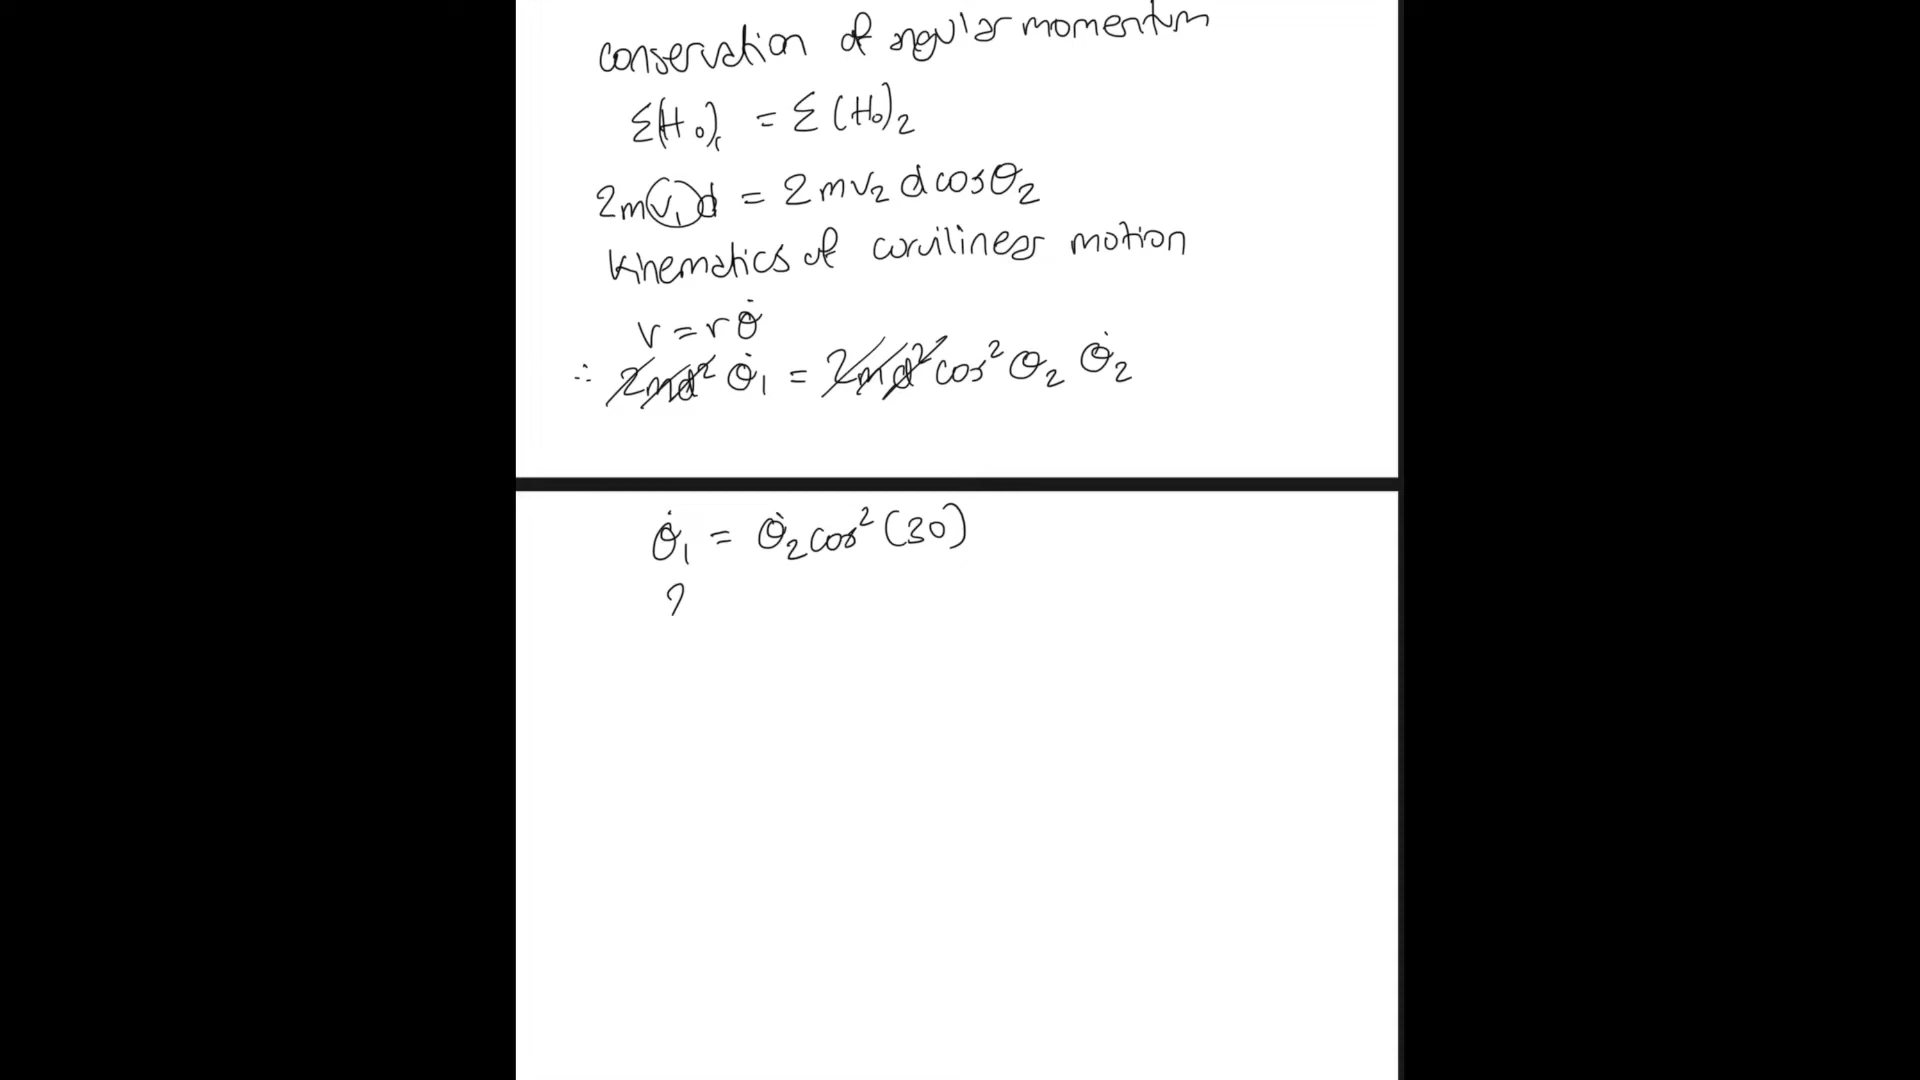 conservation of angular momentum
Σ(H₀)₁ = Σ(H₀)₂
2mv₁d = 2mv₂dcosθ₂
Kinematics of curvilinear motion
v = rθ̇
∴ 2md²θ̇₁ = 2md²cos²θ₂ θ̇₂
θ̇₁ = θ̇₂cos²(30)
?